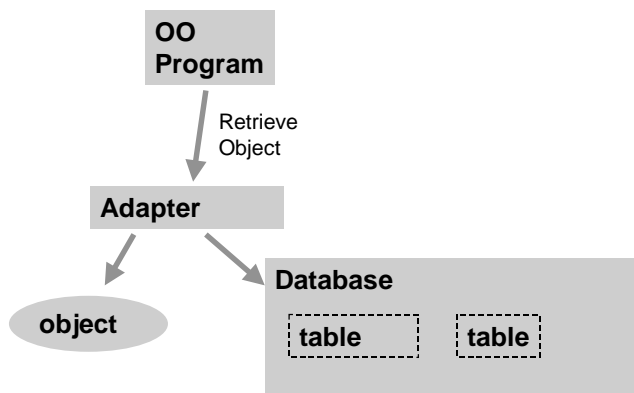 OO
Program
Retrieve
Object
Adapter
Database
object
table
table